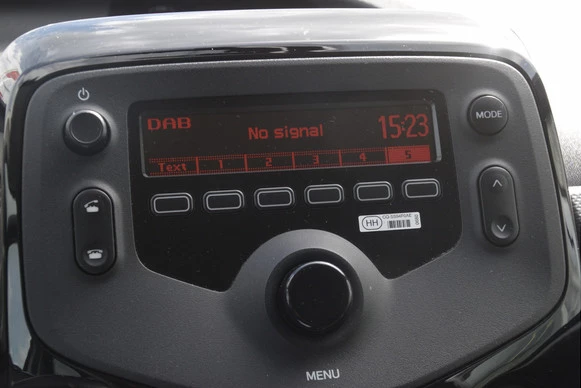 DAB
No signal
15:23
MODE
Text 1 2 3 4 5
HH
MENU